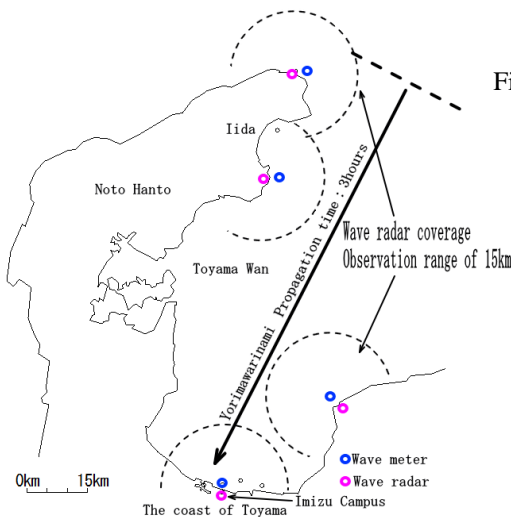 Fi
Iida
Noto Hanto
Toyama Wan
Yorimawarinami Propagation time：3hours
Wave radar coverage
Observation range of 15km
Wave meter
Wave radar
0km 15km
Imizu Campus
The coast of Toyama